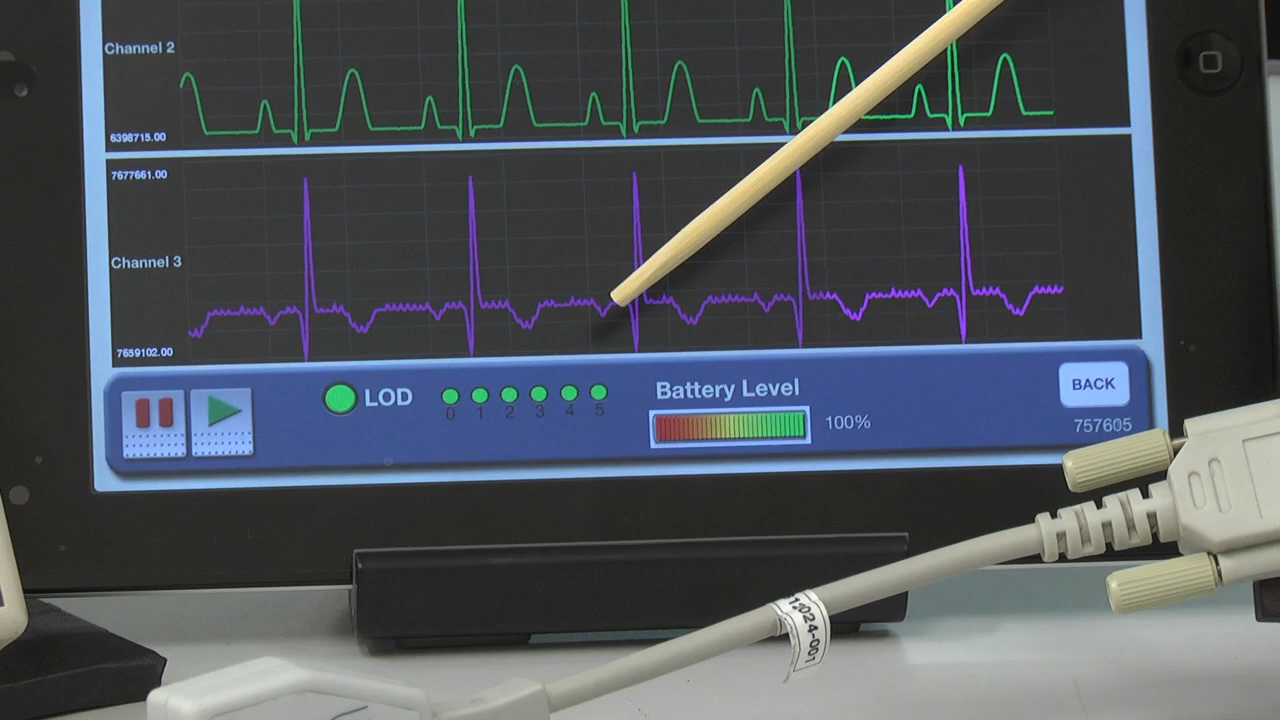 Channel 2
6398715.00
7677661.00
Channel 3
7659102.00
LOD
0 1 2 3 4 5
Battery Level
100%
BACK
757605